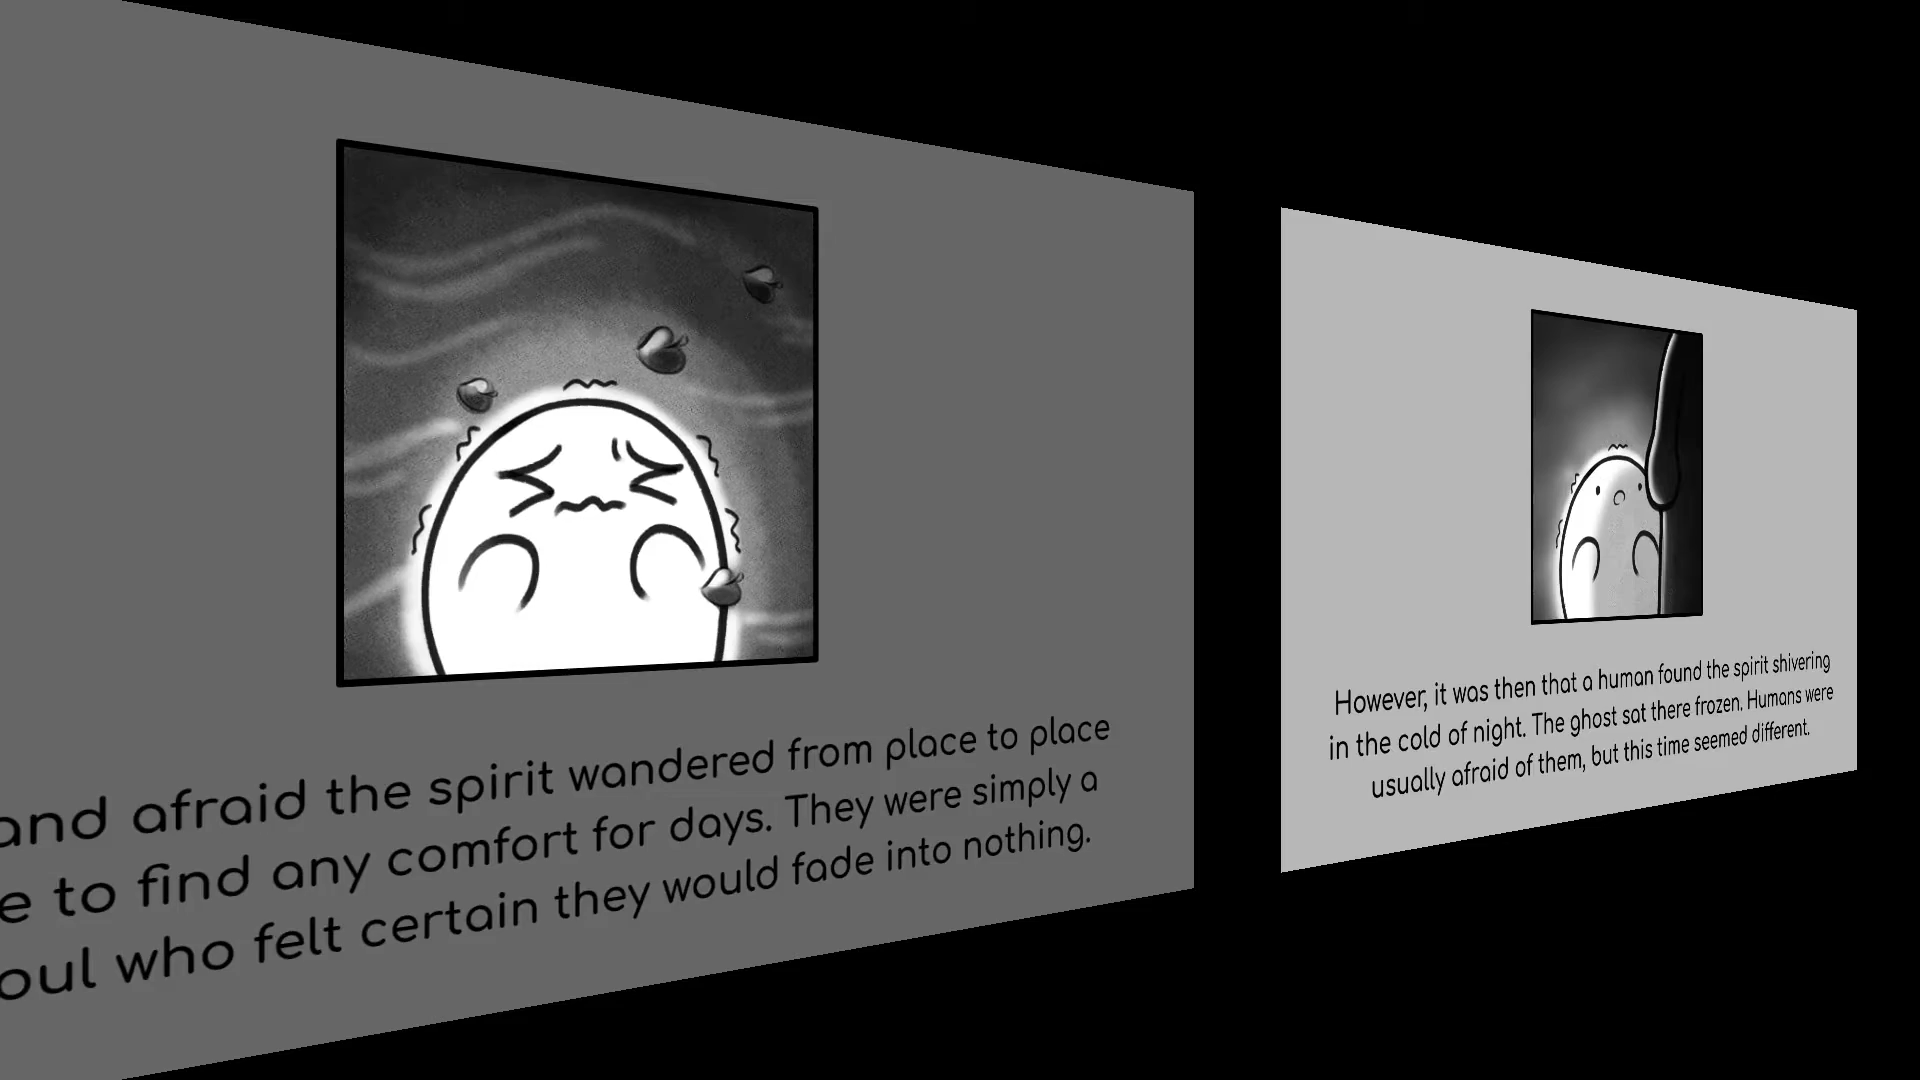 and afraid the spirit wandered from place to place
to find any comfort for days. They were simply a
who felt certain they would fade into nothing.
However, it was then that a human found the spirit shivering
in the cold of night. The ghost sat there frozen. Humans were
usually afraid of them, but this time seemed different.